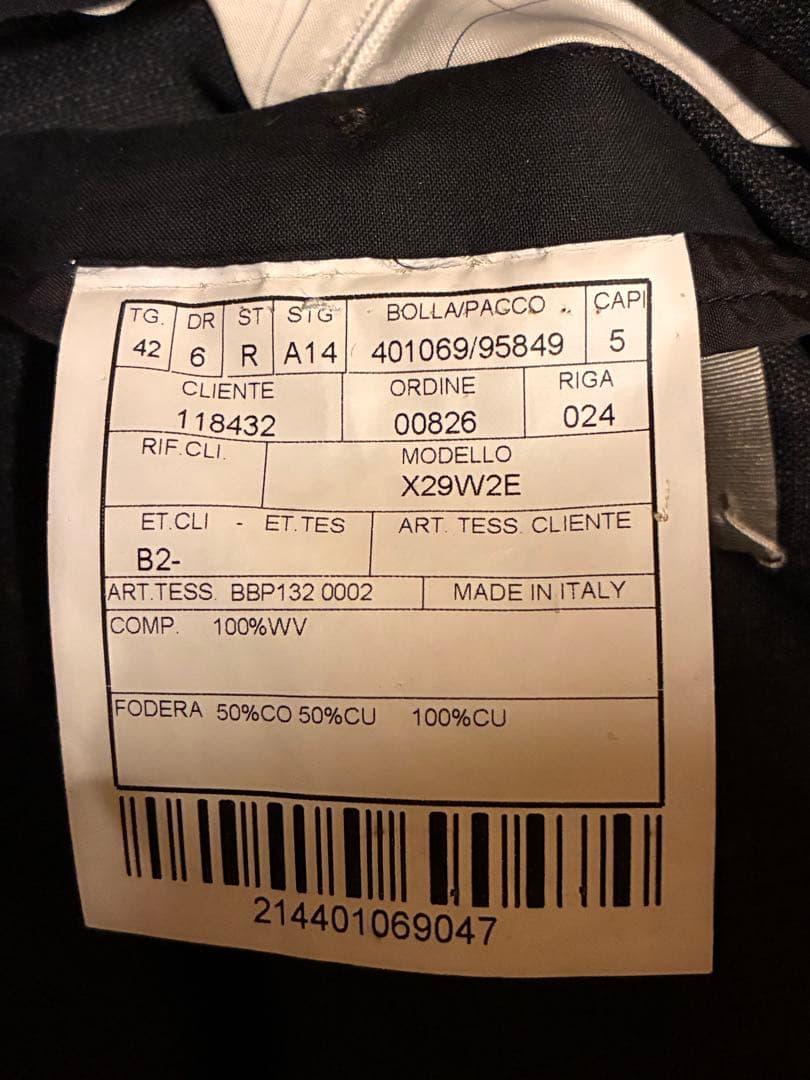 TG. DR ST STG BOLLA/PACCO CAPI
42 6 R A14 401069/95849 5
CLIENTE ORDINE RIGA
118432 00826 024
RIF.CLI. MODELLO
X29W2E
ET.CLI - ET.TES ART. TESS. CLIENTE
B2-
ART.TESS. BBP132 0002 MADE IN ITALY
COMP. 100%WV
FODERA 50%CO 50%CU 100%CU
214401069047